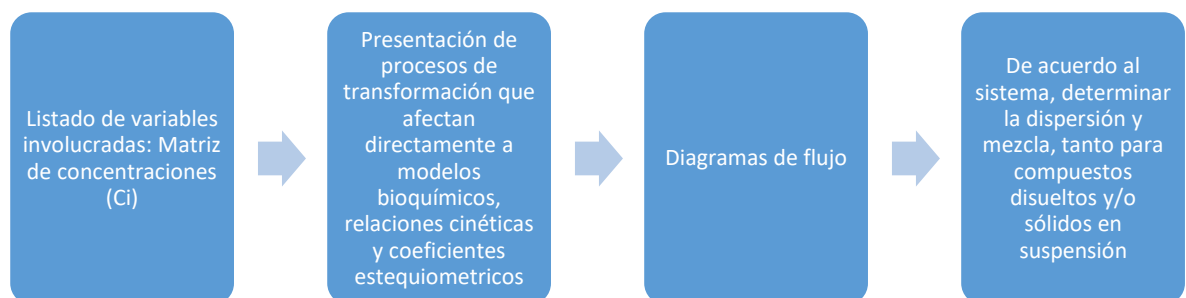 Listado de variables
involucradas: Matriz
de concentraciones
(Ci)
Presentación de
procesos de
transformación que
afectan
directamente a
modelos
bioquímicos,
relaciones cinéticas
y coeficientes
estequiometricos
Diagramas de flujo
De acuerdo al
sistema, determinar
la dispersión y
mezcla, tanto para
compuestos
disueltos y/o
sólidos en
suspensión